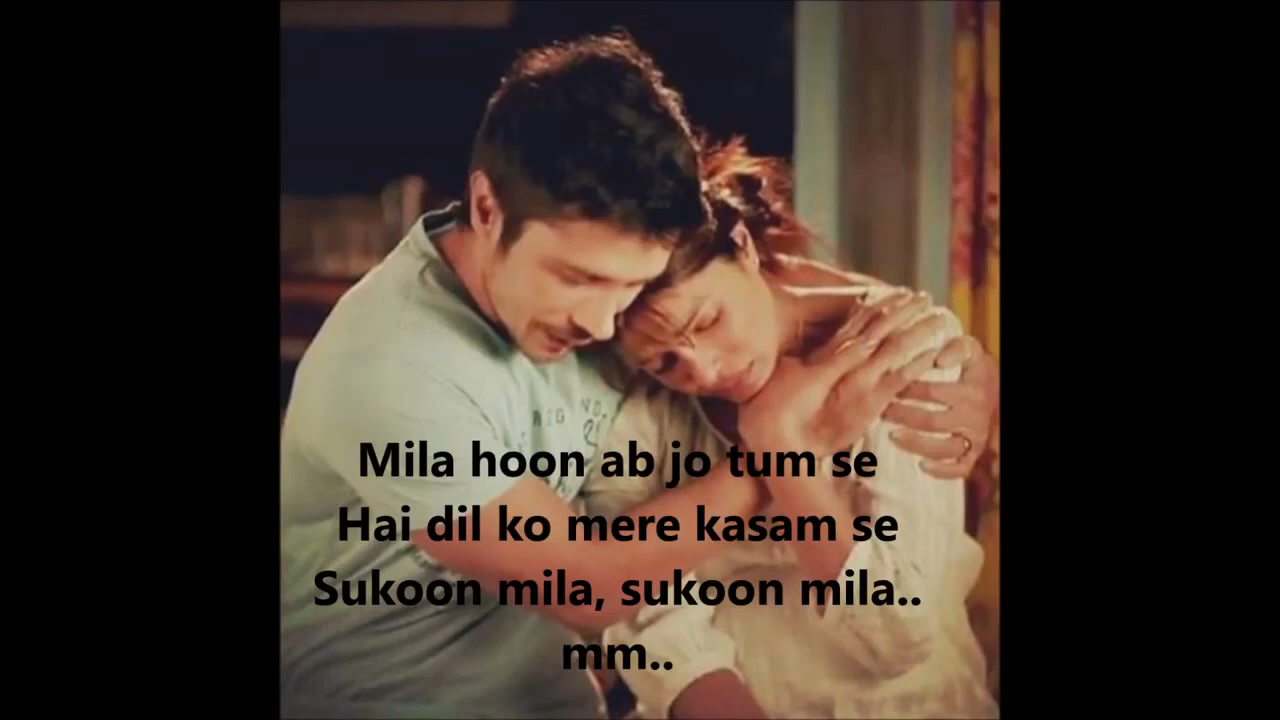 Mila hoon ab jo tum se
Hai dil ko mere kasam se
Sukoon mila, sukoon mila..
mm..